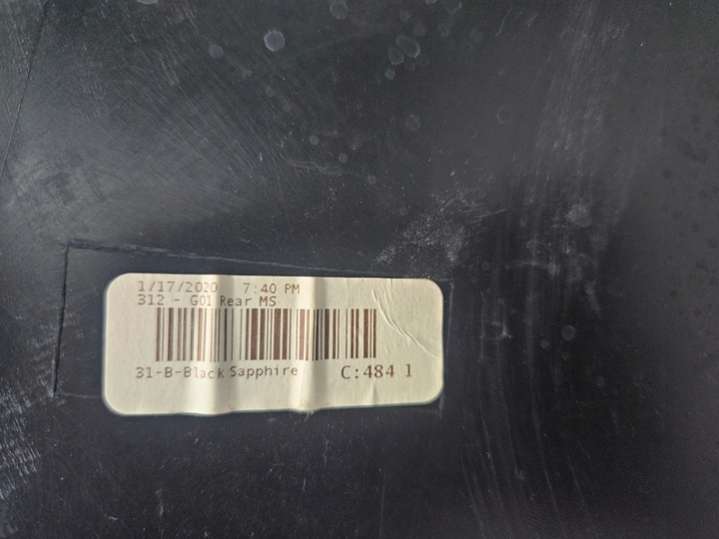 1/17/2020 7:40 PM
312 - G01 Rear MS
31-B-Black Sapphire C:484 1